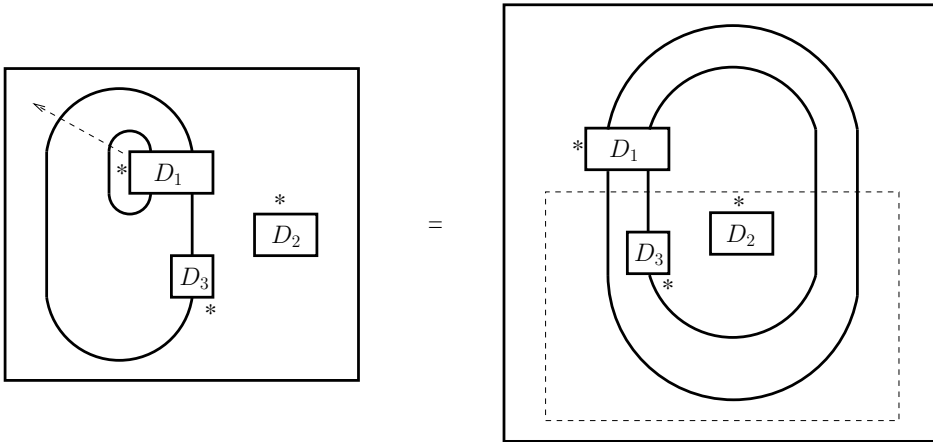 * D₁ * D₂ D₃ *
=
* D₁ * D₂ D₃ *